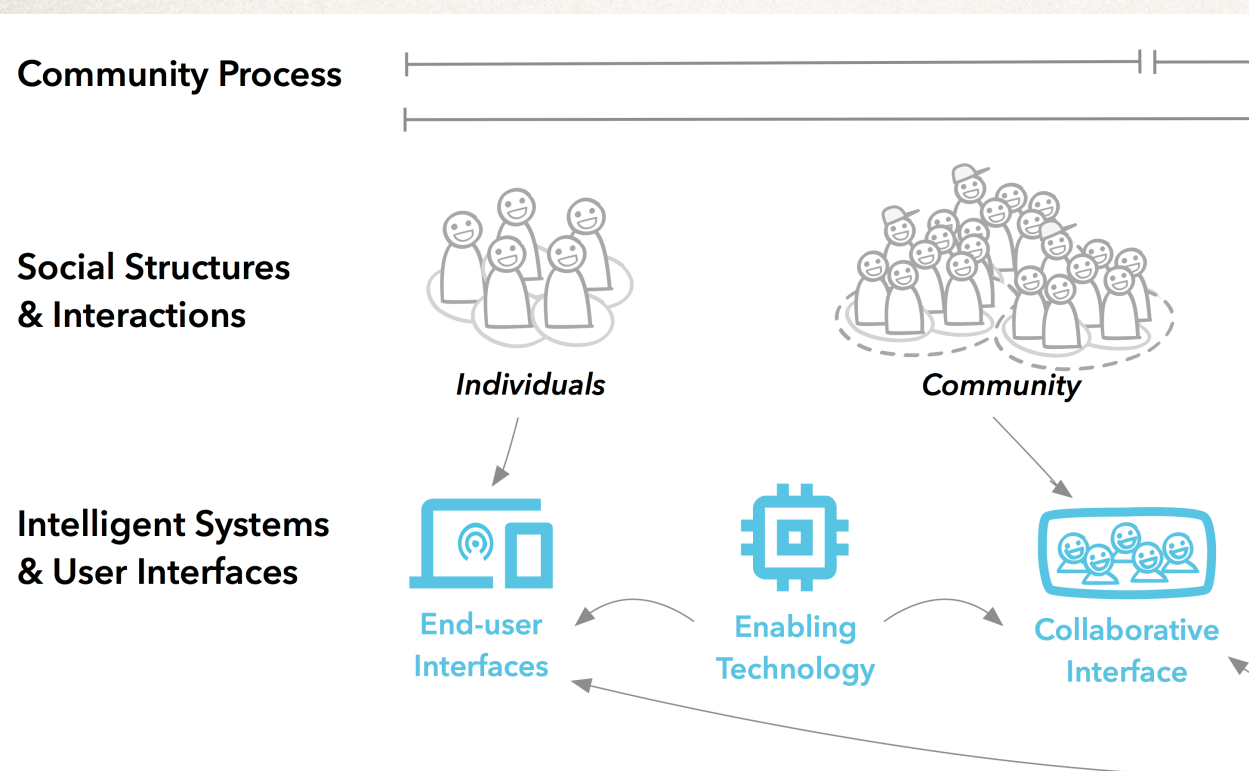 Community Process
Social Structures
& Interactions
Individuals
Community
Intelligent Systems
& User Interfaces
End-user
Interfaces
Enabling
Technology
Collaborative
Interface